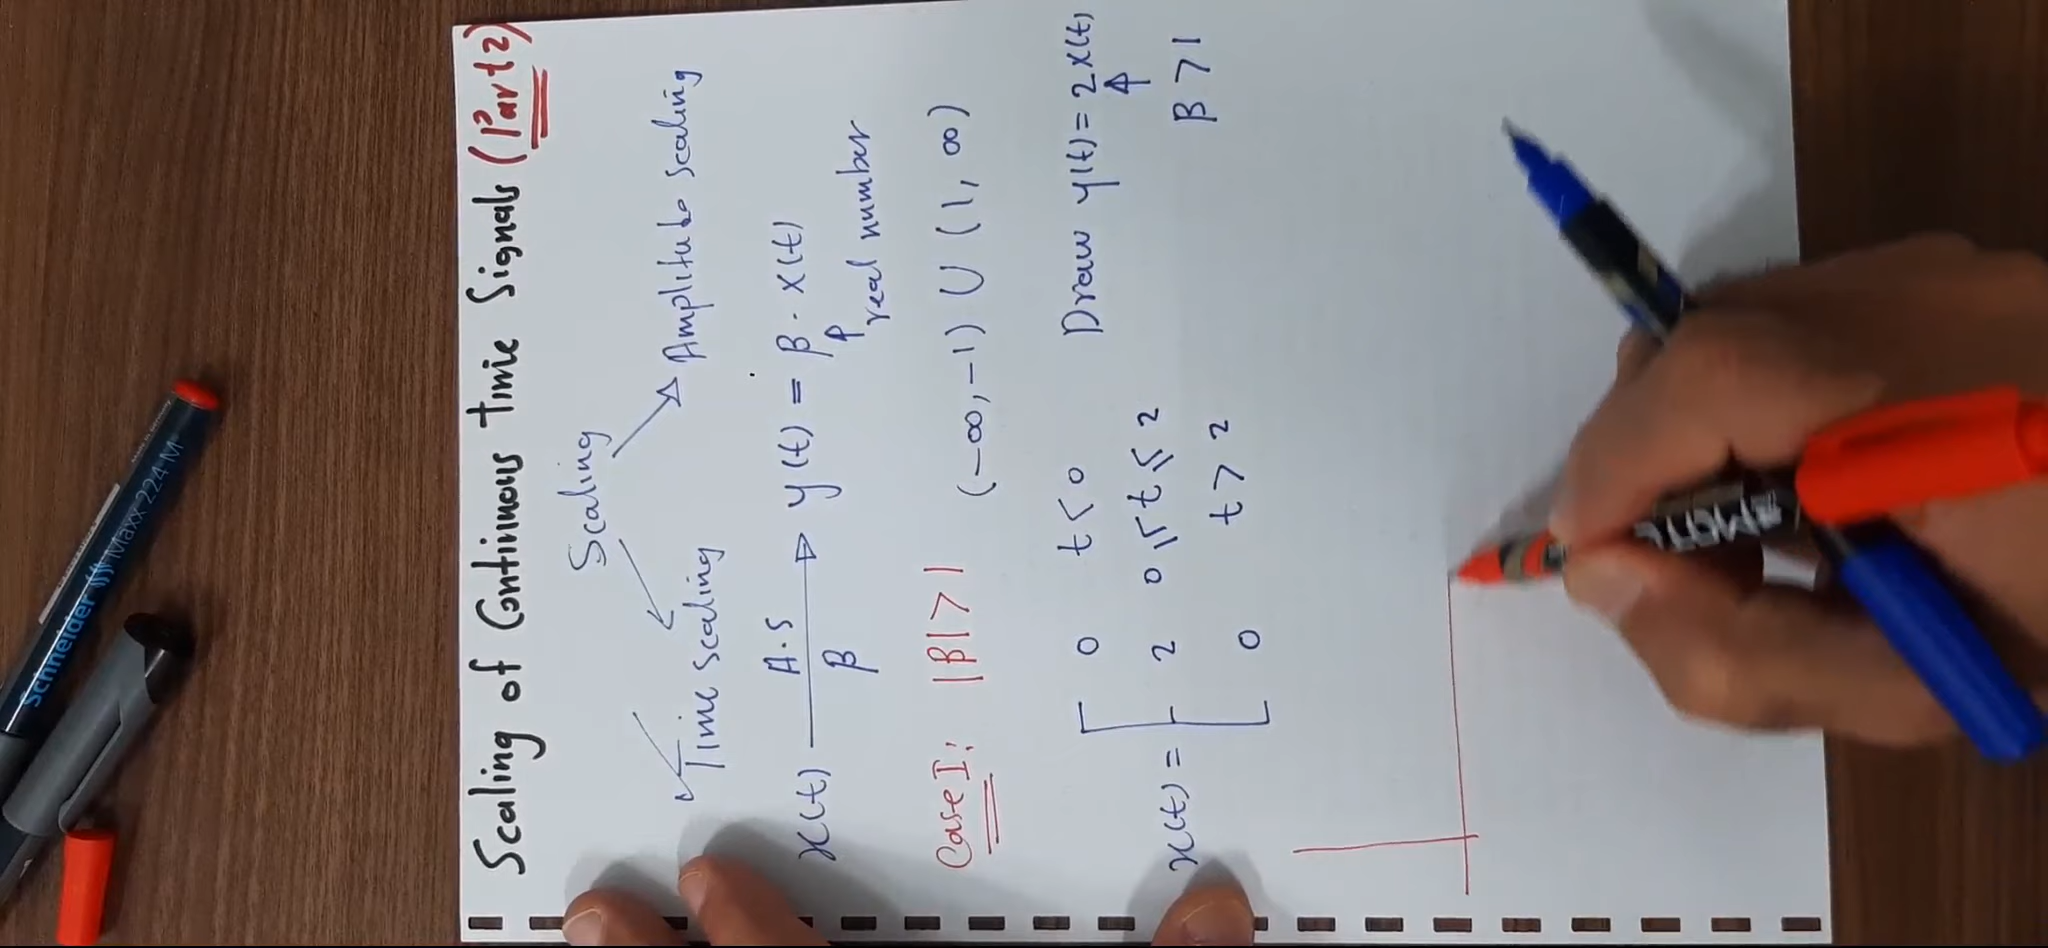 Scaling of Continuous time Signals (Part 2)
Scaling
Time scaling Amplitude scaling
x(t) A.S β y(t) = β . x(t)
real number
Case I: |β| > 1 (-∞, -1) ∪ (1, ∞)
x(t) = [ 0 t < 0 Draw y(t) = 2x(t)
2 0 ≤ t ≤ 2 β > 1
0 t > 2
Schneider Maxx 224 M